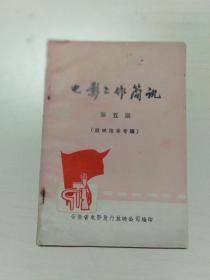 电影工作简讯
第五期
（放映技术专辑）
安徽省电影发行放映公司编印